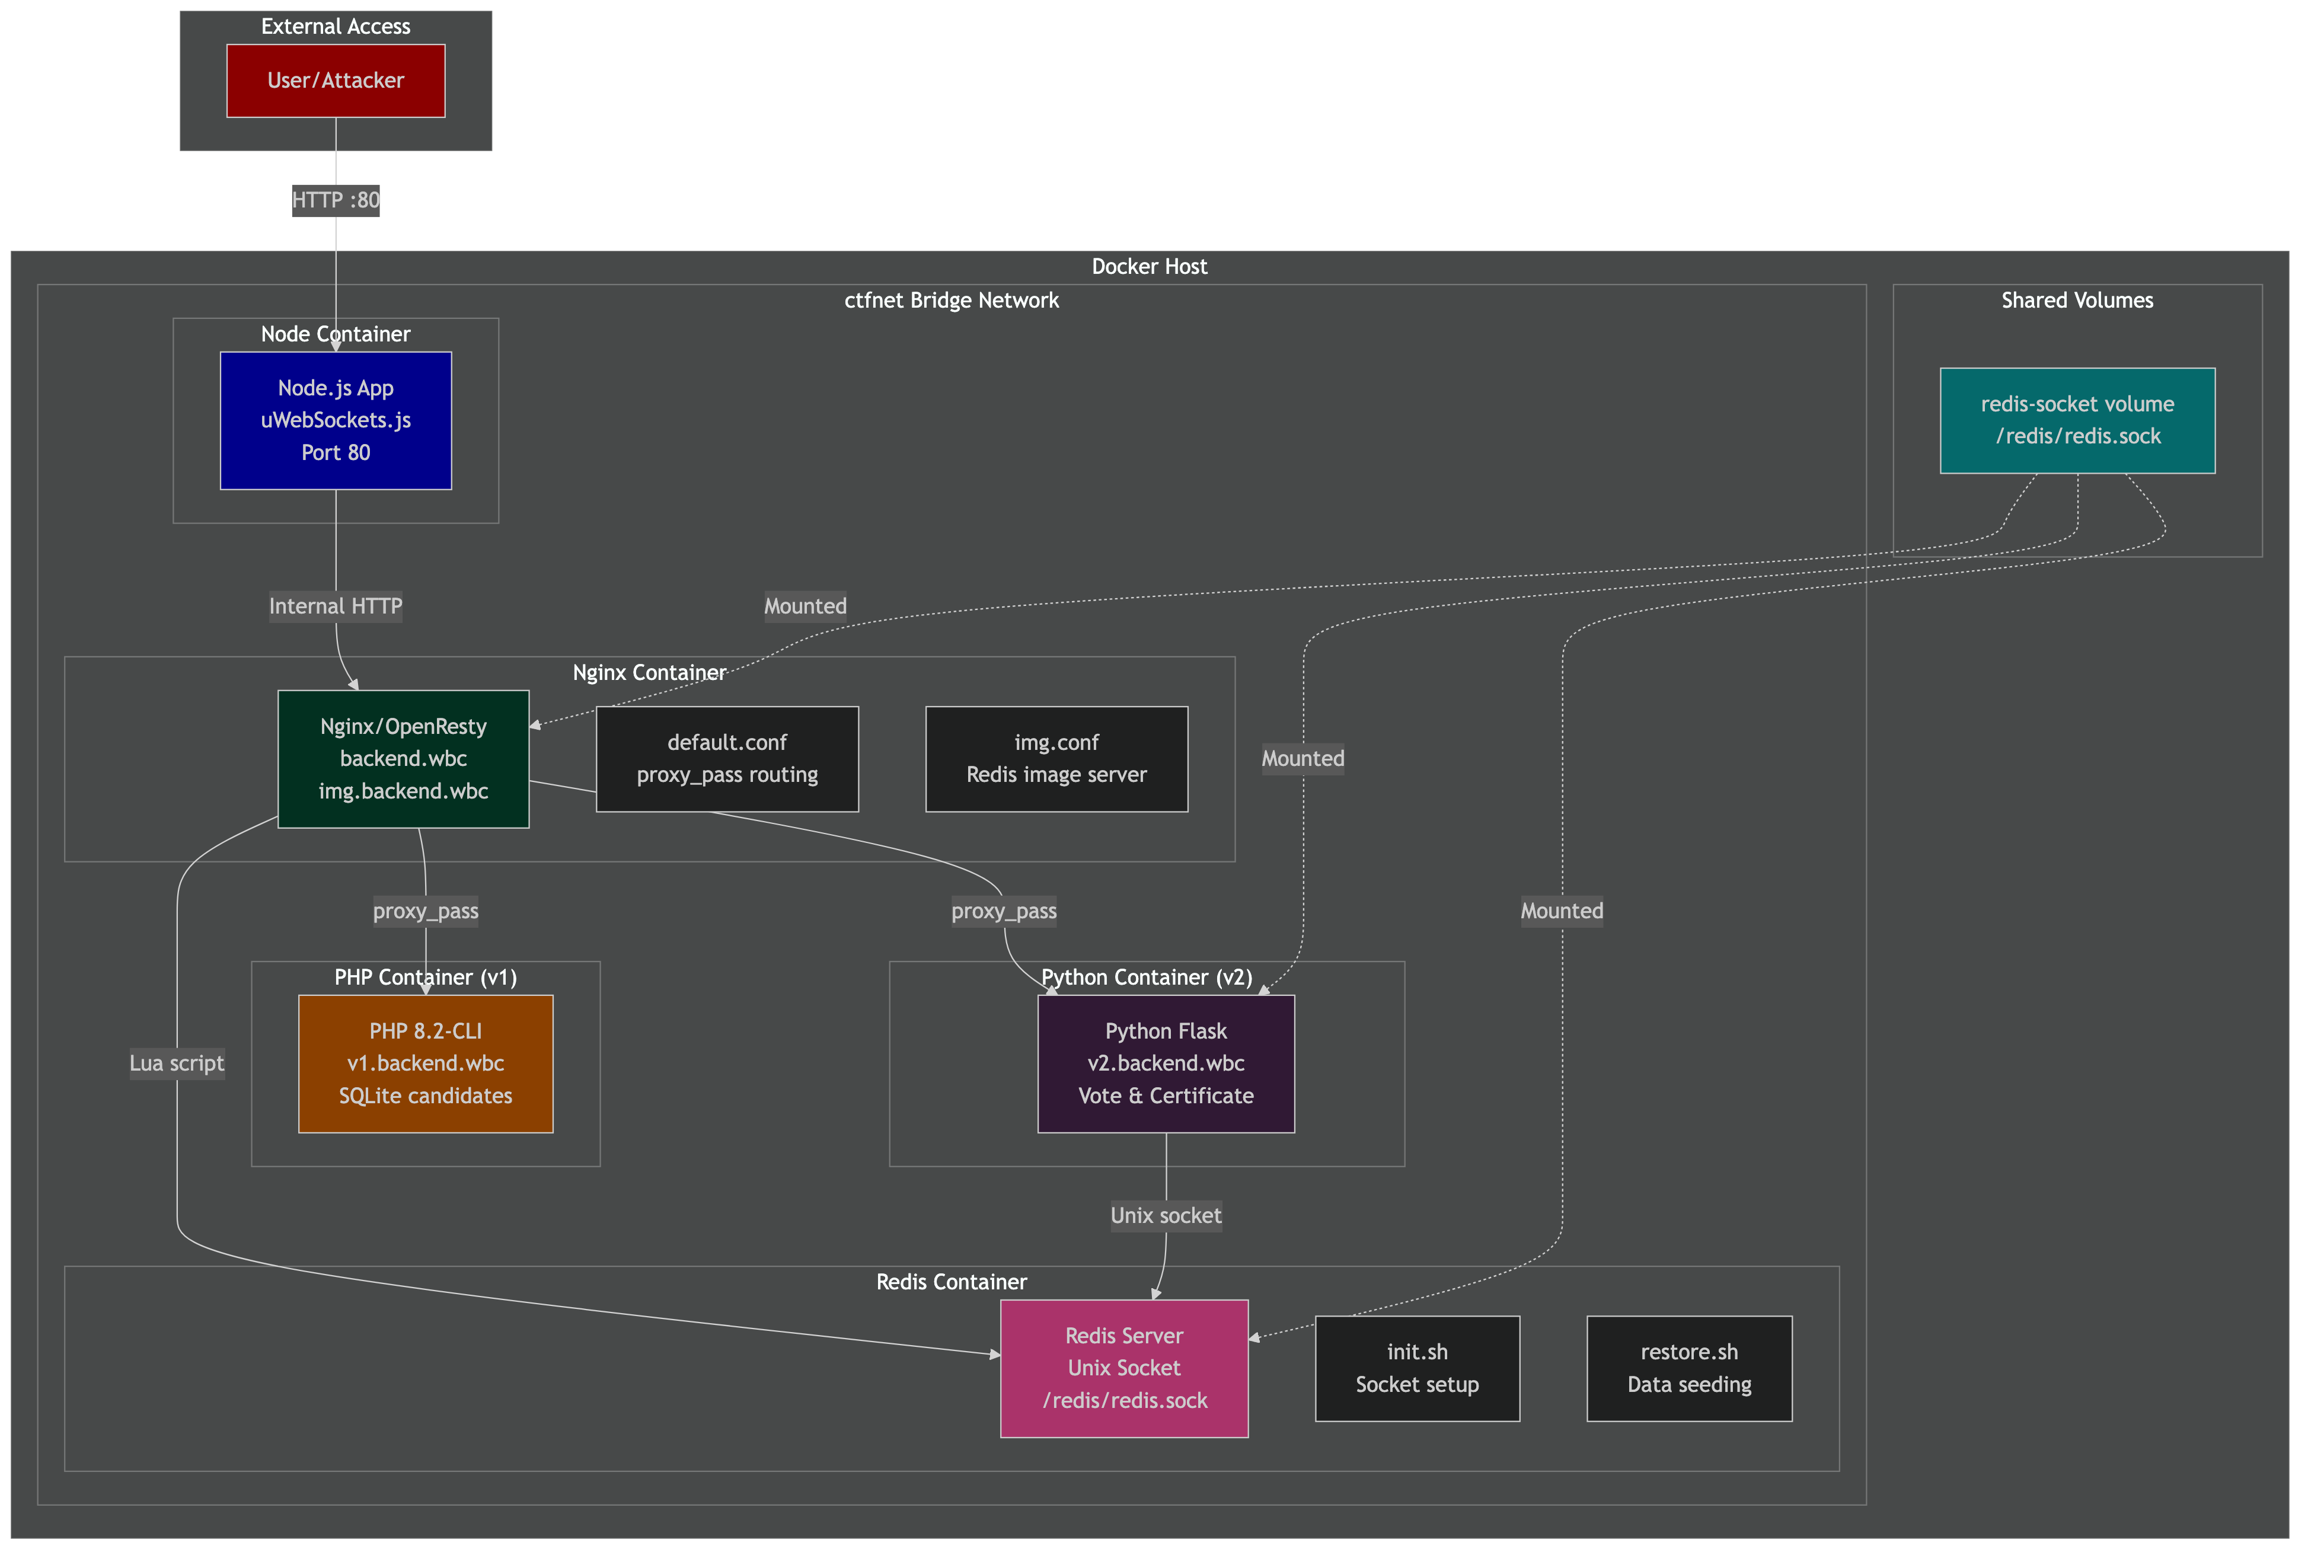 External Access
User/Attacker
HTTP :80
Docker Host
ctfnet Bridge Network
Shared Volumes
Node Container
Node.js App
uWebSockets.js
Port 80
redis-socket volume
/redis/redis.sock
Internal HTTP
Mounted
Nginx Container
Nginx/OpenResty
backend.wbc
img.backend.wbc
default.conf
proxy_pass routing
img.conf
Redis image server
Mounted
proxy_pass
proxy_pass
Mounted
PHP Container (v1)
PHP 8.2-CLI
v1.backend.wbc
SQLite candidates
Python Container (v2)
Python Flask
v2.backend.wbc
Vote & Certificate
Lua script
Unix socket
Redis Container
Redis Server
Unix Socket
/redis/redis.sock
init.sh
Socket setup
restore.sh
Data seeding